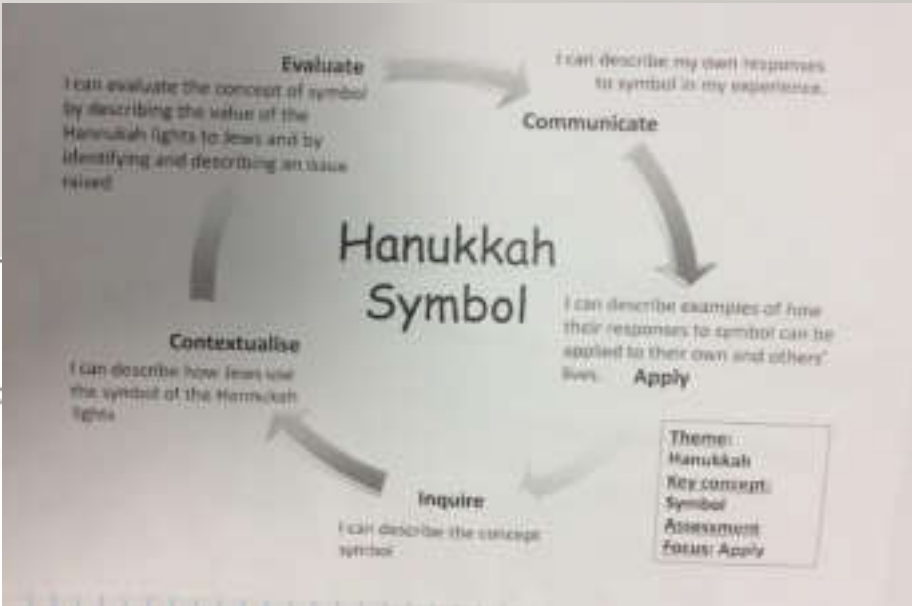 Evaluate
I can evaluate the concept of symbol
by describing the value of the
Hannukah lights to Jews and by
identifying and describing an issue
raised
I can describe my own responses
to symbol in my experience.
Communicate
Hanukkah
Symbol
I can describe examples of how
their responses to symbol can be
applied to their own and others'
lives. Apply
Contextualise
I can describe how Jews use
the symbol of the Hannukah
lights
Inquire
I can describe the concept
symbol
Theme:
Hanukkah
Key concept:
Symbol
Assessment
Focus: Apply